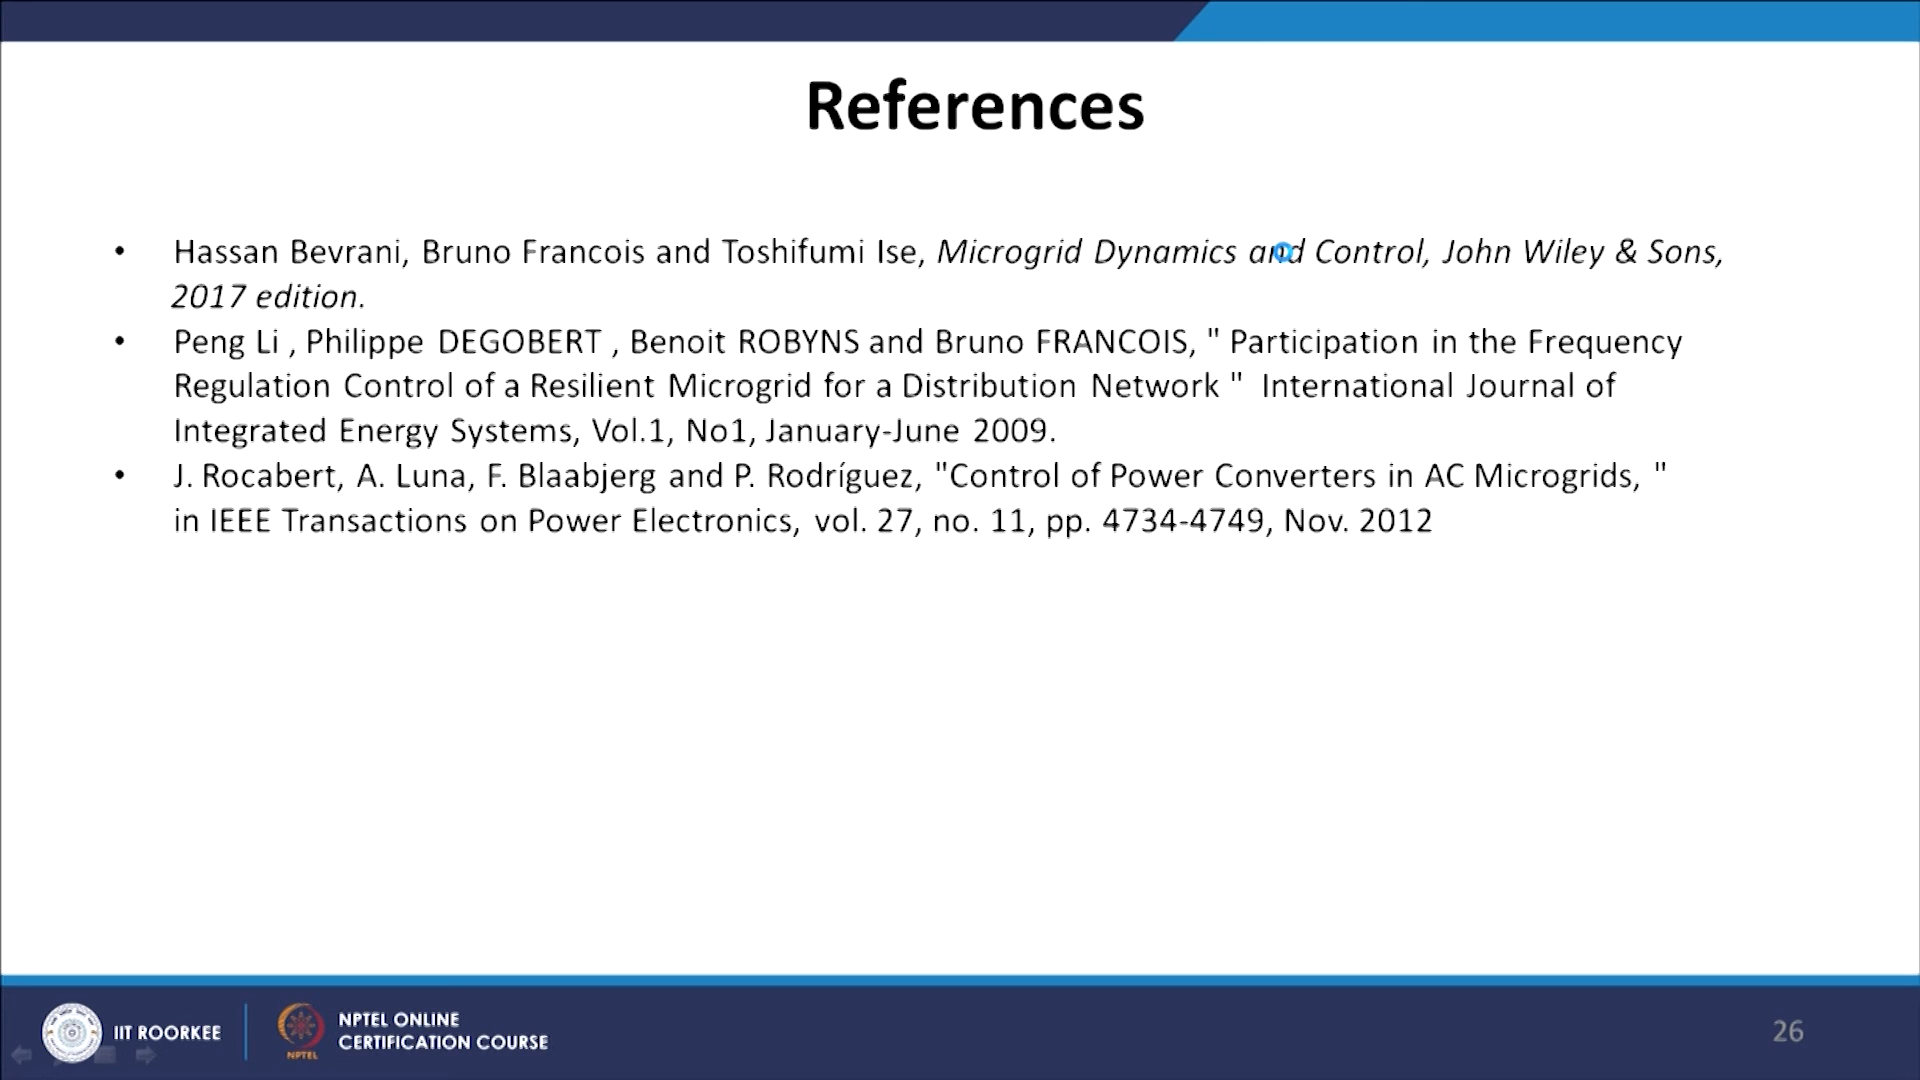 References
• Hassan Bevrani, Bruno Francois and Toshifumi Ise, Microgrid Dynamics and Control, John Wiley & Sons,
2017 edition.
• Peng Li , Philippe DEGOBERT , Benoit ROBYNS and Bruno FRANCOIS, " Participation in the Frequency
Regulation Control of a Resilient Microgrid for a Distribution Network " International Journal of
Integrated Energy Systems, Vol.1, No1, January-June 2009.
• J. Rocabert, A. Luna, F. Blaabjerg and P. Rodríguez, "Control of Power Converters in AC Microgrids, "
in IEEE Transactions on Power Electronics, vol. 27, no. 11, pp. 4734-4749, Nov. 2012
IIT ROORKEE
NPTEL
NPTEL ONLINE
CERTIFICATION COURSE
26